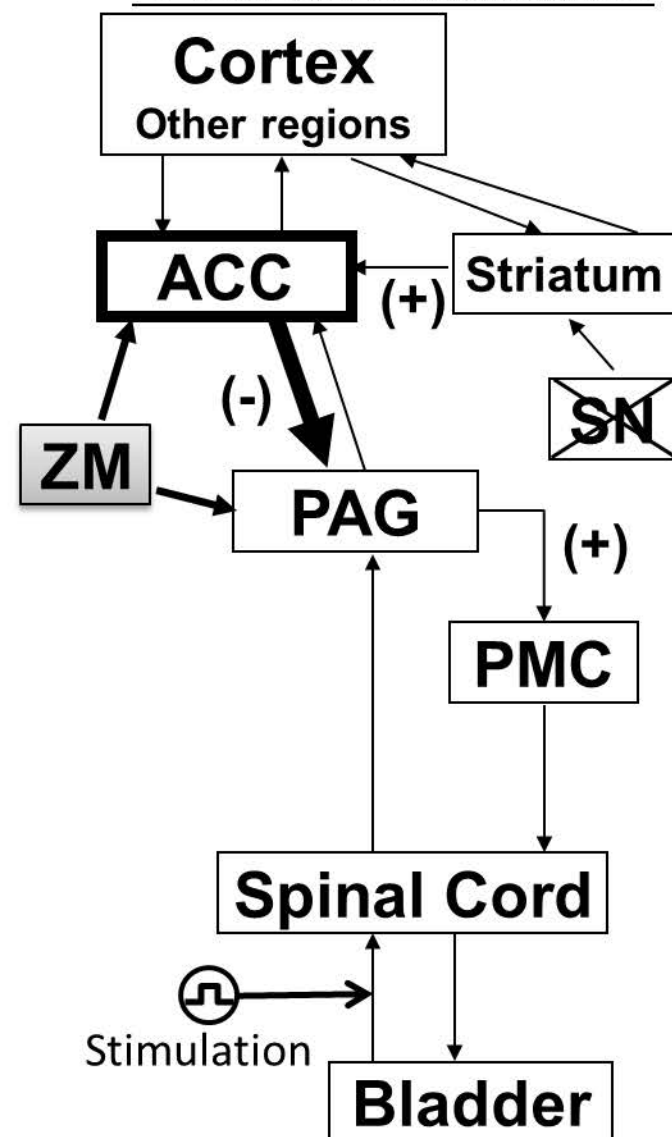 Cortex
Other regions
ACC
(+)
Striatum
(-)
SN
ZM
PAG
(+)
PMC
Spinal Cord
Stimulation
Bladder